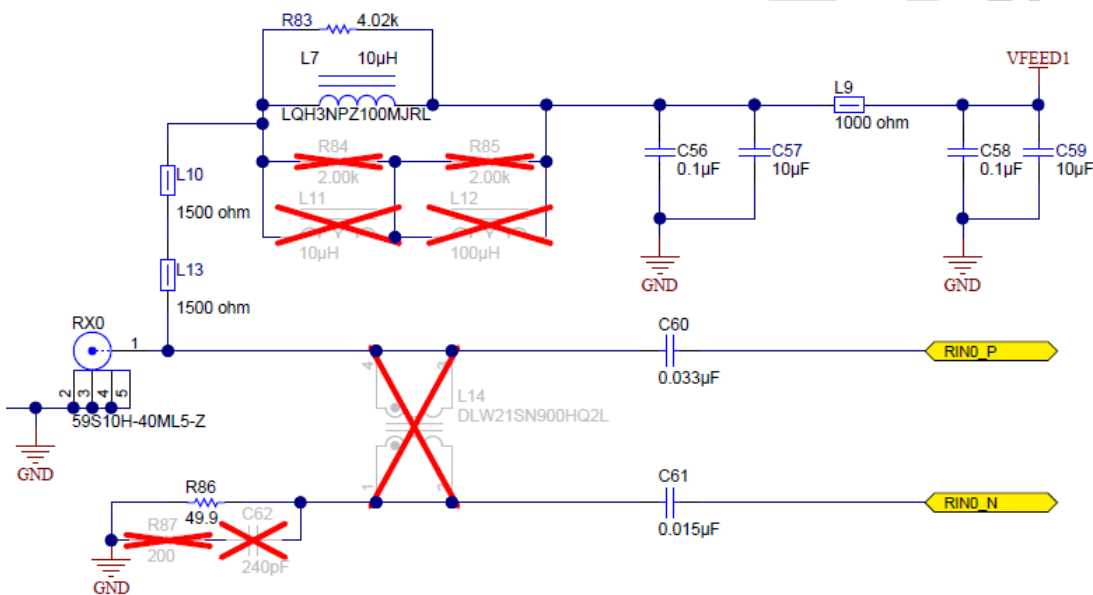 R83
4.02k
L7
10µH
VFEED1
LQH3NPZ100MJRL
L9
1000 ohm
R84
2.00k
R85
2.00k
C56
0.1µF
C57
10µF
C58
0.1µF
C59
10µF
L10
1500 ohm
L11
10µH
L12
100µH
GND
GND
L13
1500 ohm
RX0
1
2
3
4
5
59S10H-40ML5-Z
GND
4
3
L14
DLW21SN900HQ2L
1
C60
0.033µF
RIN0_P
R86
49.9
R87
200
C62
240pF
C61
0.015µF
RIN0_N
GND